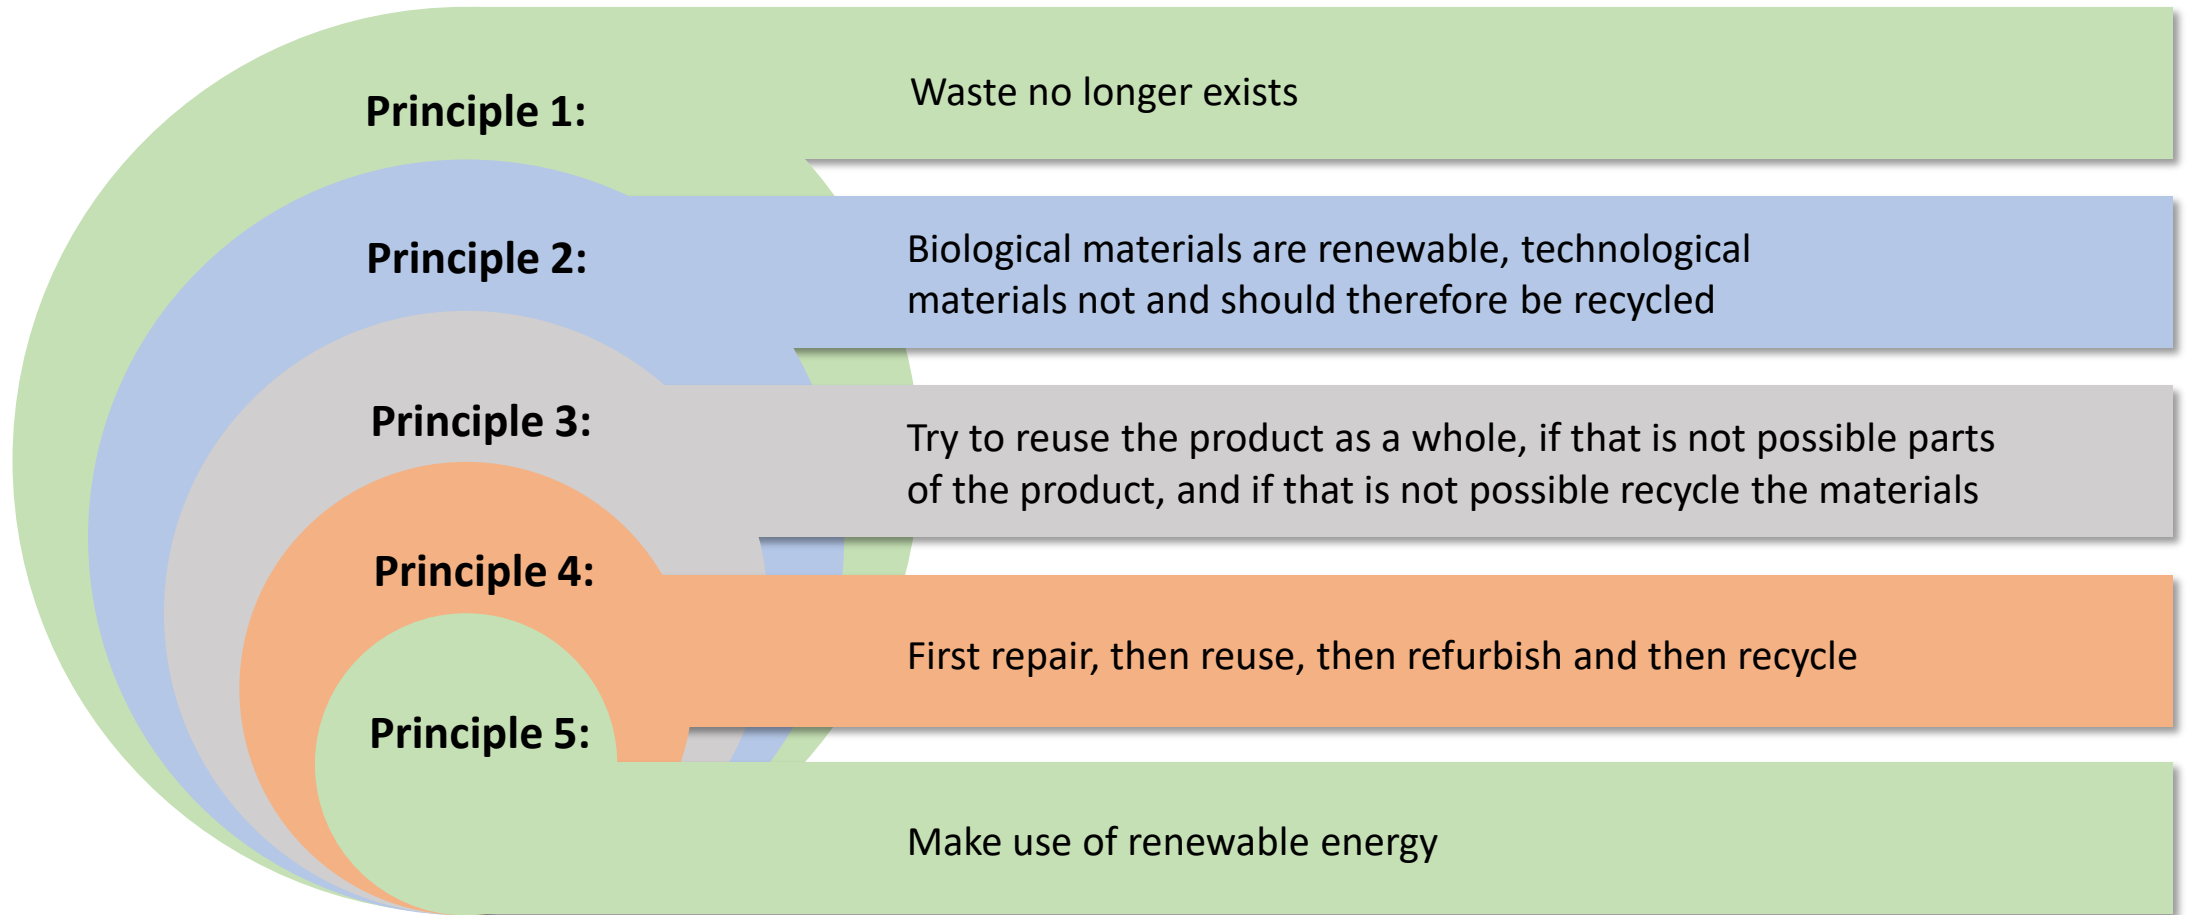 Principle 1:
Waste no longer exists
Principle 2:
Biological materials are renewable, technological
materials not and should therefore be recycled
Principle 3:
Try to reuse the product as a whole, if that is not possible parts
of the product, and if that is not possible recycle the materials
Principle 4:
First repair, then reuse, then refurbish and then recycle
Principle 5:
Make use of renewable energy